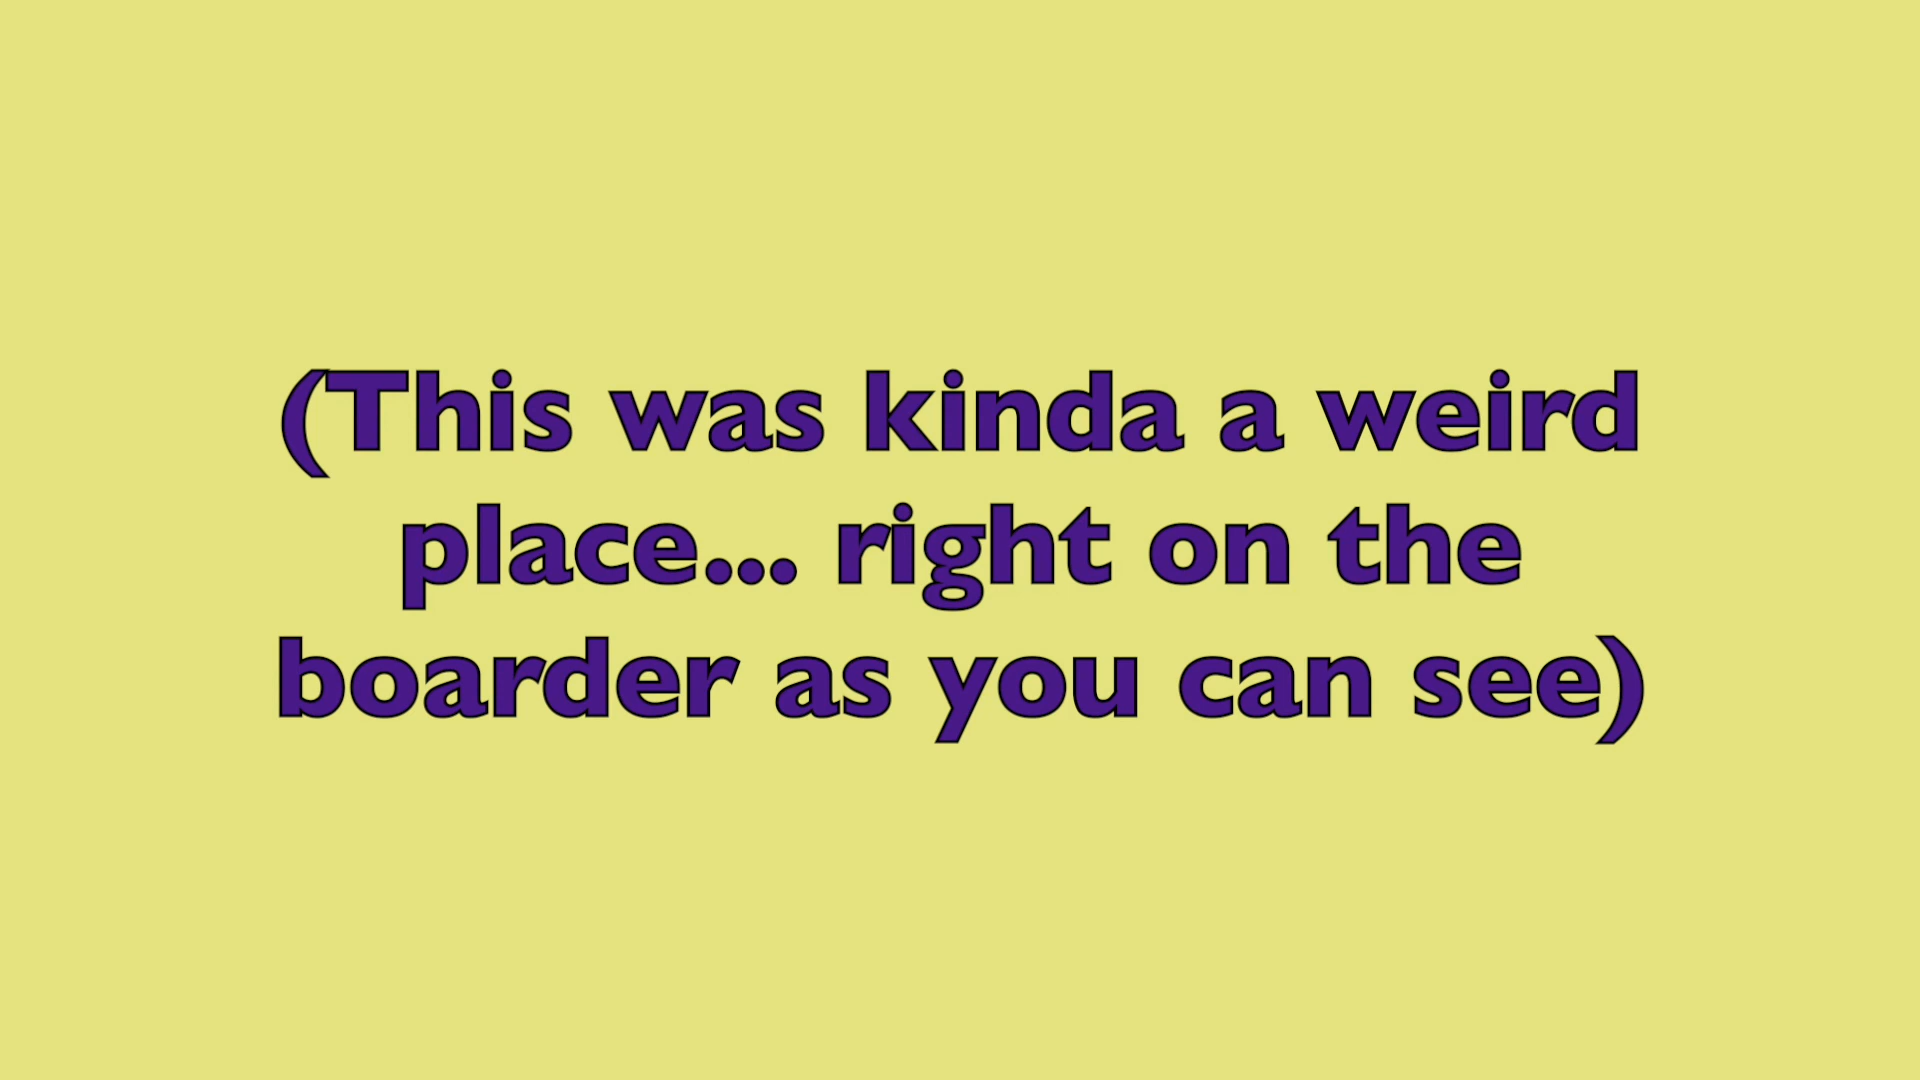 (This was kinda a weird
place... right on the
boarder as you can see)